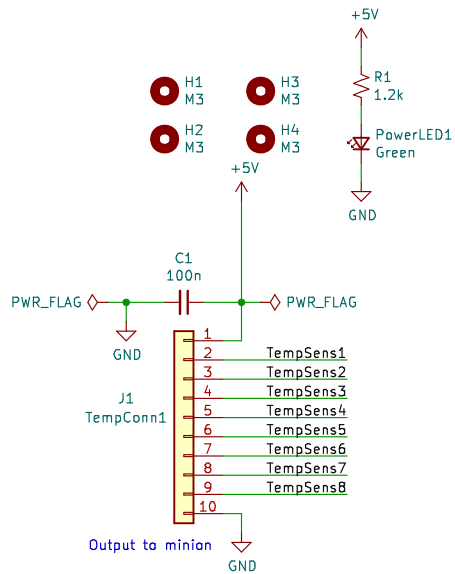 +5V
R1
1.2k
PowerLED1
Green
GND
H1
M3
H3
M3
H2
M3
H4
M3
+5V
C1
100n
PWR_FLAG
PWR_FLAG
GND
J1
TempConn1
1
2 TempSens1
3 TempSens2
4 TempSens3
5 TempSens4
6 TempSens5
7 TempSens6
8 TempSens7
9 TempSens8
10
Output to minian
GND